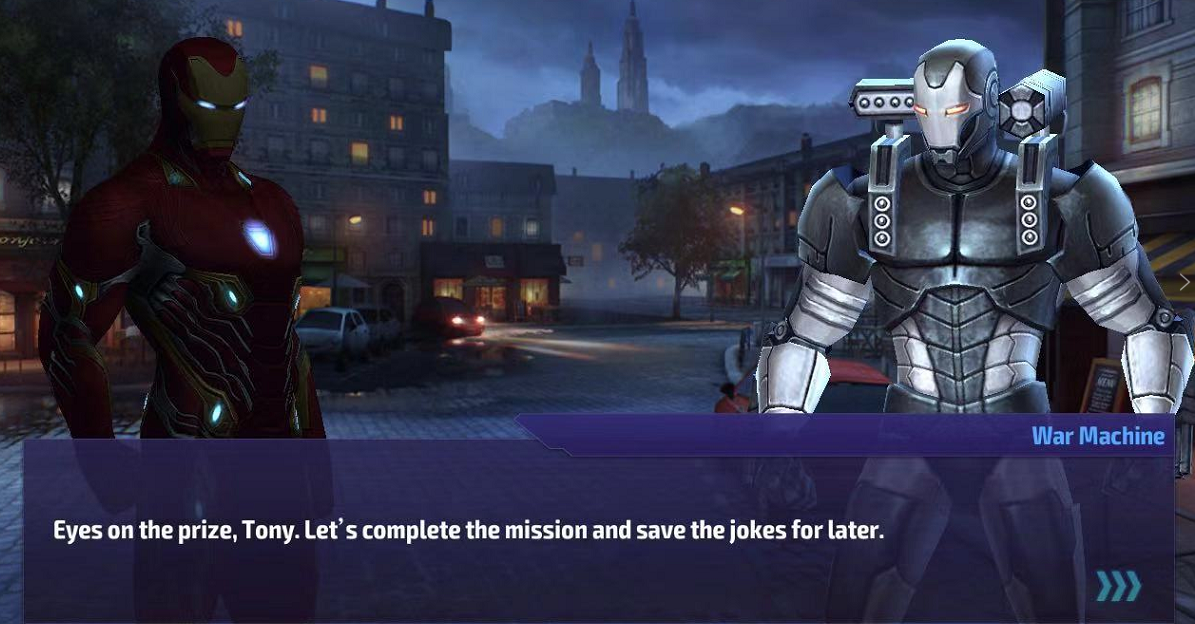 War Machine
Eyes on the prize, Tony. Let's complete the mission and save the jokes for later.